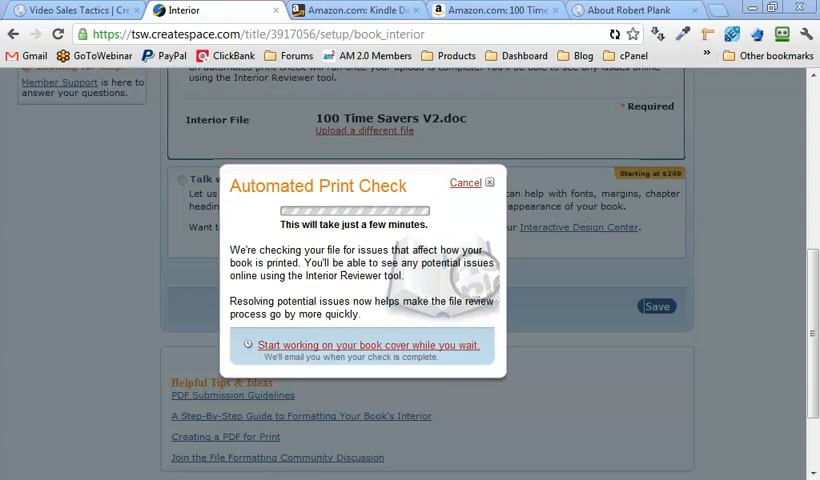 Video Sales Tactics | Cre
Interior
Amazon.com: Kindle Di
Amazon.com: 100 Time
About Robert Plank
https://tsw.createspace.com/title/3917056/setup/book_interior
Gmail
GoToWebinar
PayPal
ClickBank
Forums
AM 2.0 Members
Products
Dashboard
Blog
cPanel
»
Other bookmarks
Member Support is here to
answer your questions.
using the Interior Reviewer tool.
* Required
Interior File
100 Time Savers V2.doc
Upload a different file
Talk w
Starting at $249
Let us
can help with fonts, margins, chapter
headin
appearance of your book.
Want to
our Interactive Design Center.
Automated Print Check
Cancel
This will take just a few minutes.
We're checking your file for issues that affect how your
book is printed. You'll be able to see any potential issues
online using the Interior Reviewer tool.
Resolving potential issues now helps make the file review
process go by more quickly.
Start working on your book cover while you wait.
We'll email you when your check is complete.
Save
Helpful Tips & Ideas
PDF Submission Guidelines
A Step-By-Step Guide to Formatting Your Book's Interior
Creating a PDF for Print
Join the File Formatting Community Discussion